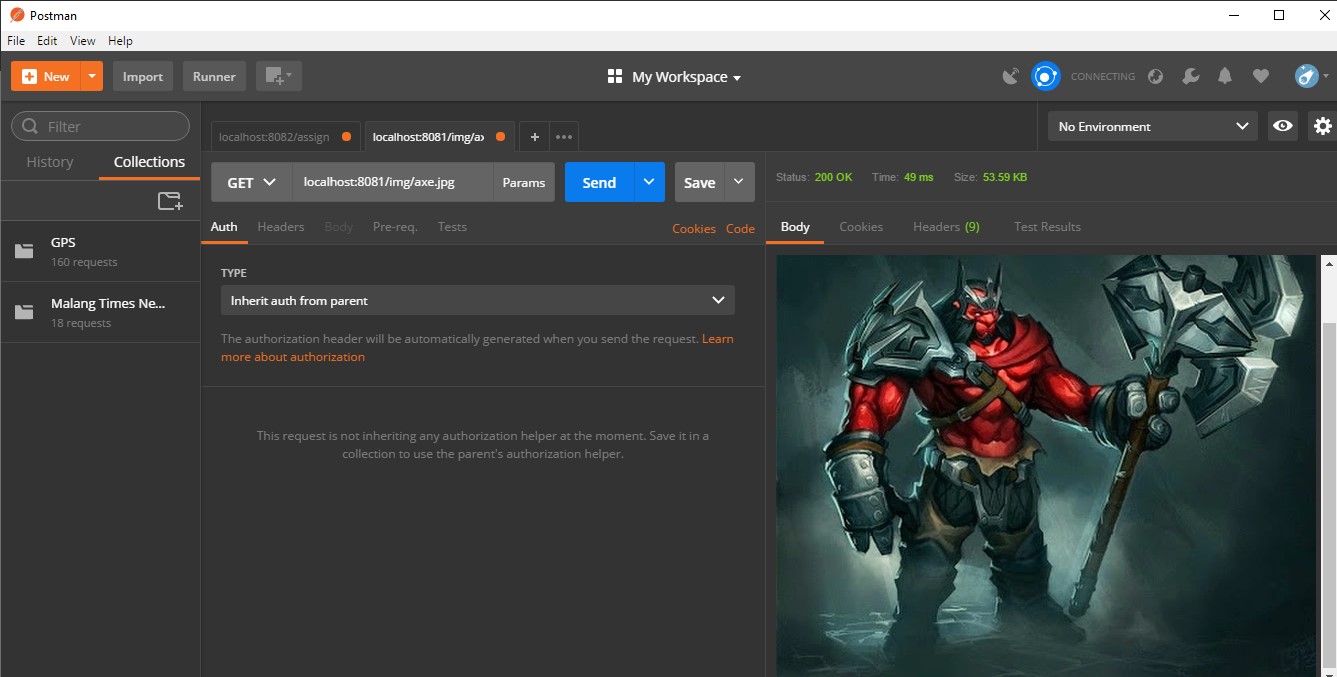 Postman
File Edit View Help
New Import Runner My Workspace CONNECTING
Filter
History Collections
GPS
160 requests
Malang Times Ne...
18 requests
localhost:8082/assign localhost:8081/img/ax + ••• No Environment
GET localhost:8081/img/axe.jpg Params Send Save
Auth Headers Body Pre-req. Tests Cookies Code
TYPE
Inherit auth from parent
The authorization header will be automatically generated when you send the request. Learn
more about authorization
This request is not inheriting any authorization helper at the moment. Save it in a
collection to use the parent's authorization helper.
Status: 200 OK Time: 49 ms Size: 53.59 KB
Body Cookies Headers (9) Test Results